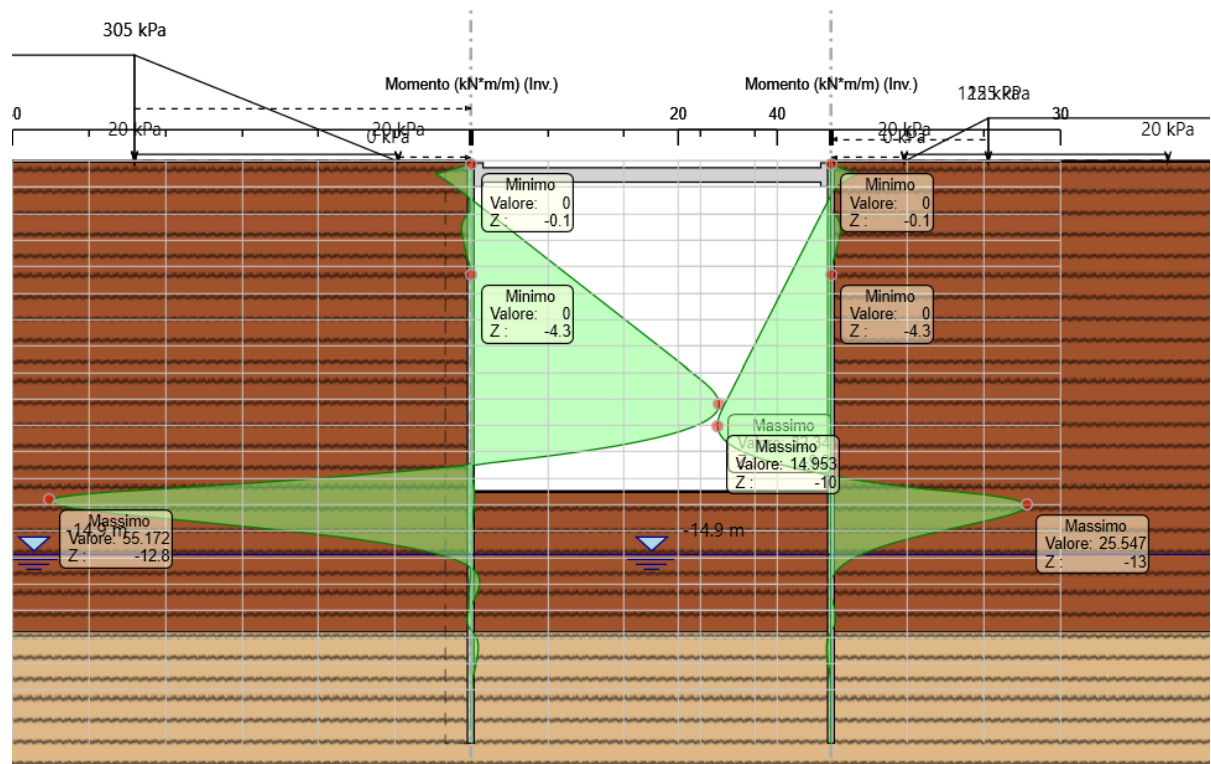 305 kPa
Momento (kN*m/m) (Inv.)
Momento (kN*m/m) (Inv.)
0
20
40
30
20 kPa
20 kPa
0 kPa
20 kPa
0 kPa
20 kPa
Minimo
Valore: 0
Z : -0.1
Minimo
Valore: 0
Z : -0.1
Minimo
Valore: 0
Z : -4.3
Minimo
Valore: 0
Z : -4.3
Massimo
Massimo
Valore: 14.953
Z : -10
-14.9 m
Massimo
Valore: 55.172
Z : -12.8
-14.9 m
Massimo
Valore: 25.547
Z : -13